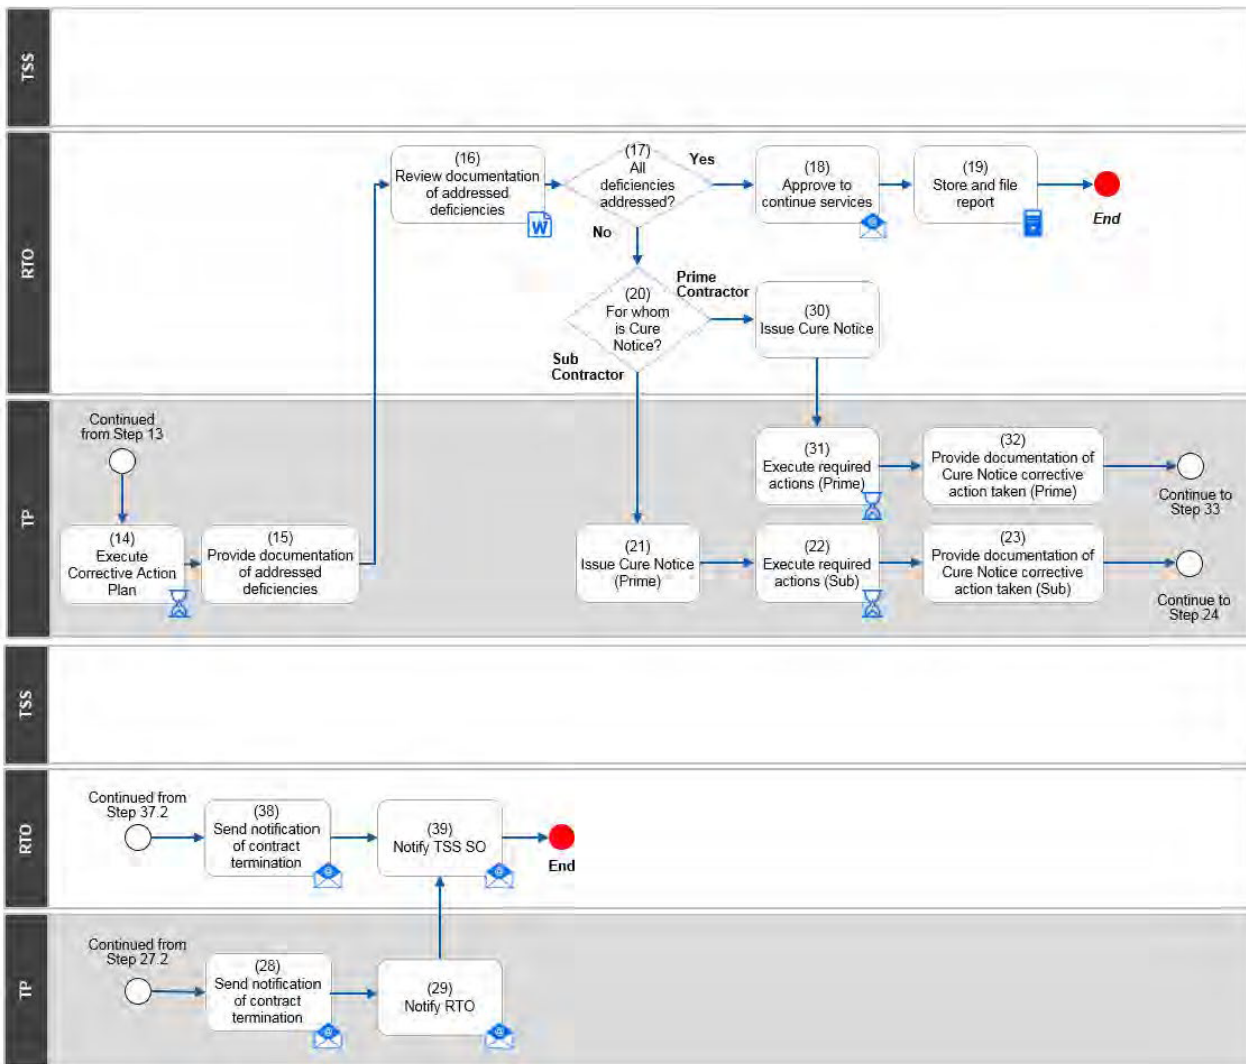 TSS
RTO
(16)
Review documentation
of addressed
deficiencies
W
(17)
All
deficiencies
addressed?
Yes
(18)
Approve to
continue services
(19)
Store and file
report
End
No
(20)
For whom
is Cure
Notice?
Prime
Contractor
(30)
Issue Cure Notice
Sub
Contractor
TP
Continued
from Step 13
(14)
Execute
Corrective Action
Plan
(15)
Provide documentation
of addressed
deficiencies
(31)
Execute required
actions (Prime)
(32)
Provide documentation of
Cure Notice corrective
action taken (Prime)
Continue to
Step 33
(21)
Issue Cure Notice
(Prime)
(22)
Execute required
actions (Sub)
(23)
Provide documentation of
Cure Notice corrective
action taken (Sub)
Continue to
Step 24
TSS
RTO
Continued from
Step 37.2
(38)
Send notification
of contract
termination
@
(39)
Notify TSS SO
@
End
TP
Continued from
Step 27.2
(28)
Send notification
of contract
termination
@
(29)
Notify RTO
@